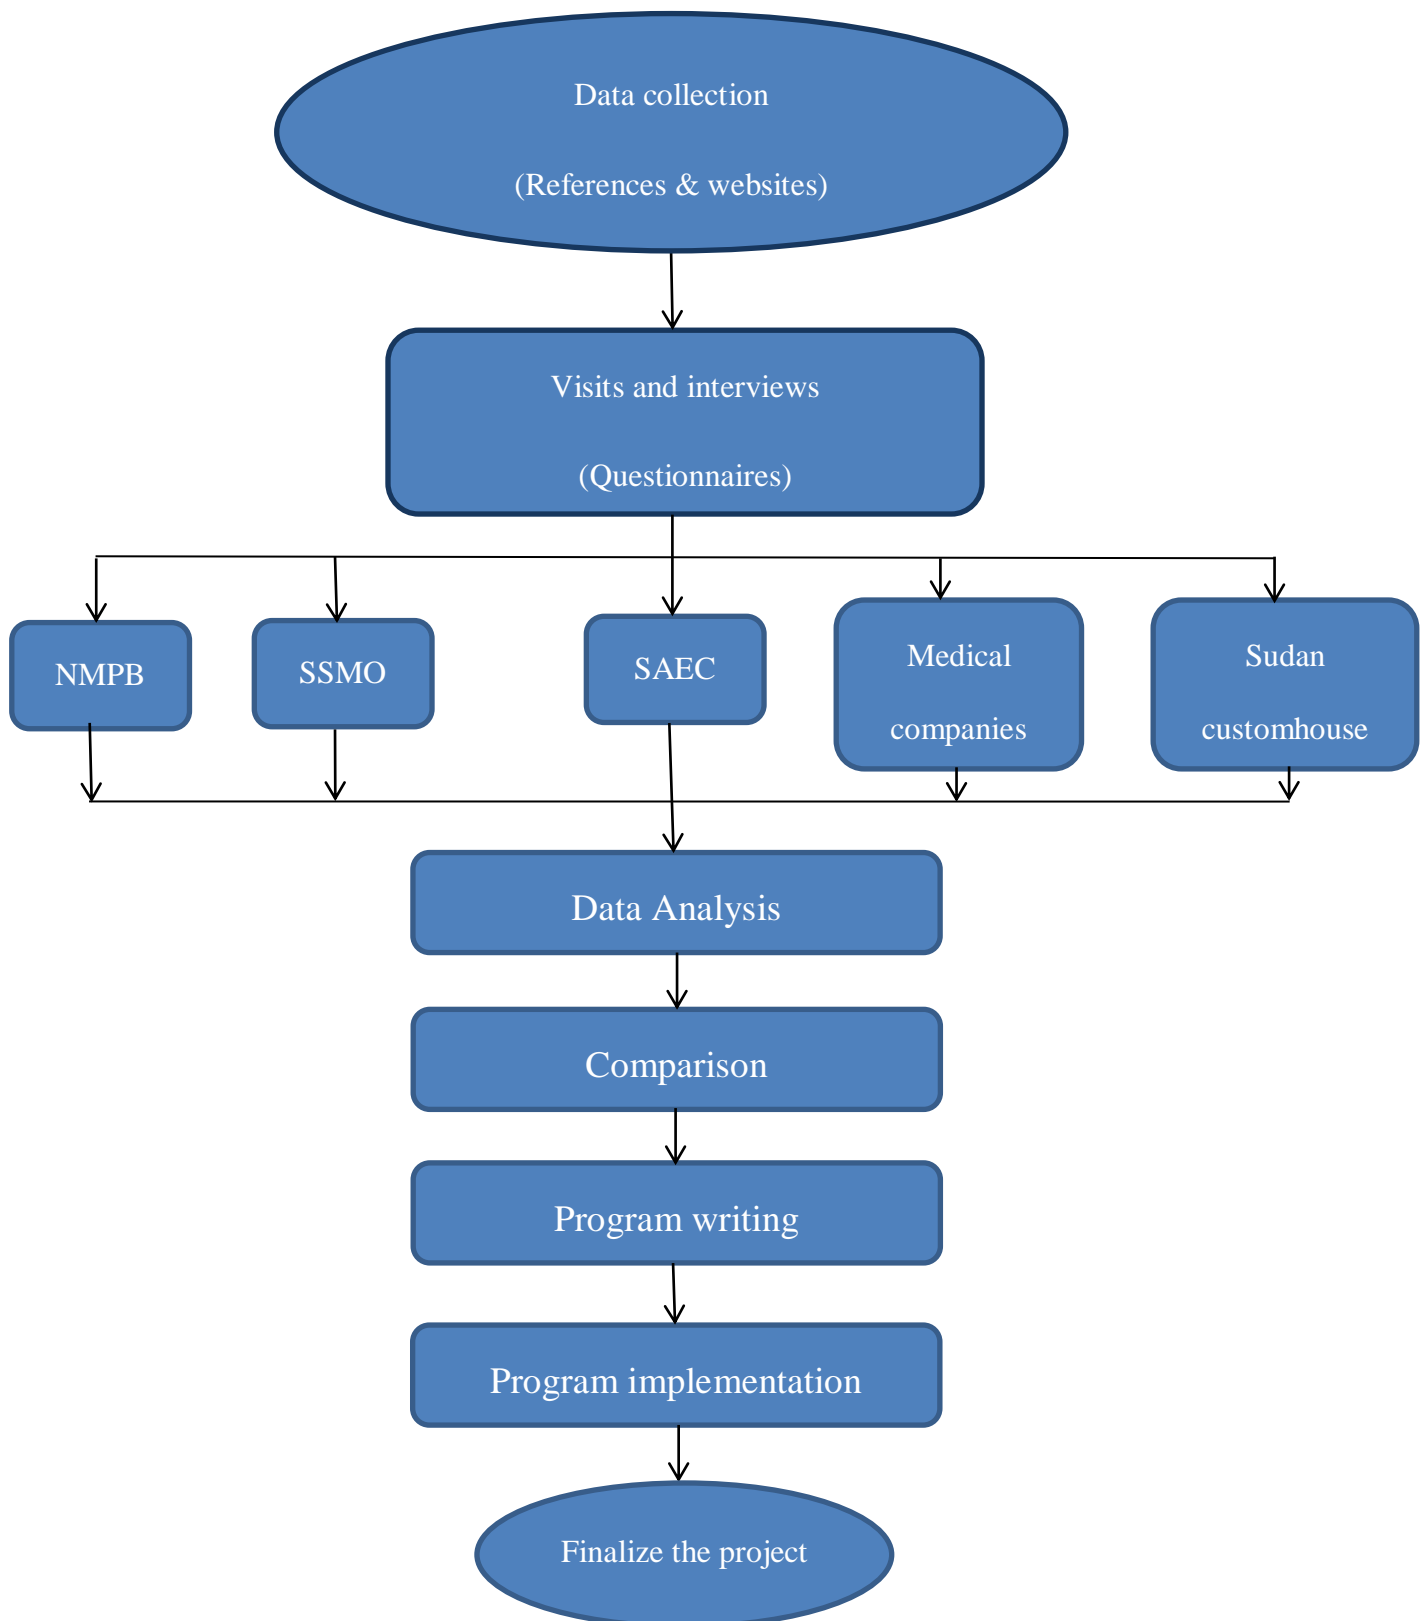 Data collection
(References & websites)
Visits and interviews
(Questionnaires)
NMPB
SSMO
SAEC
Medical
companies
Sudan
customhouse
Data Analysis
Comparison
Program writing
Program implementation
Finalize the project